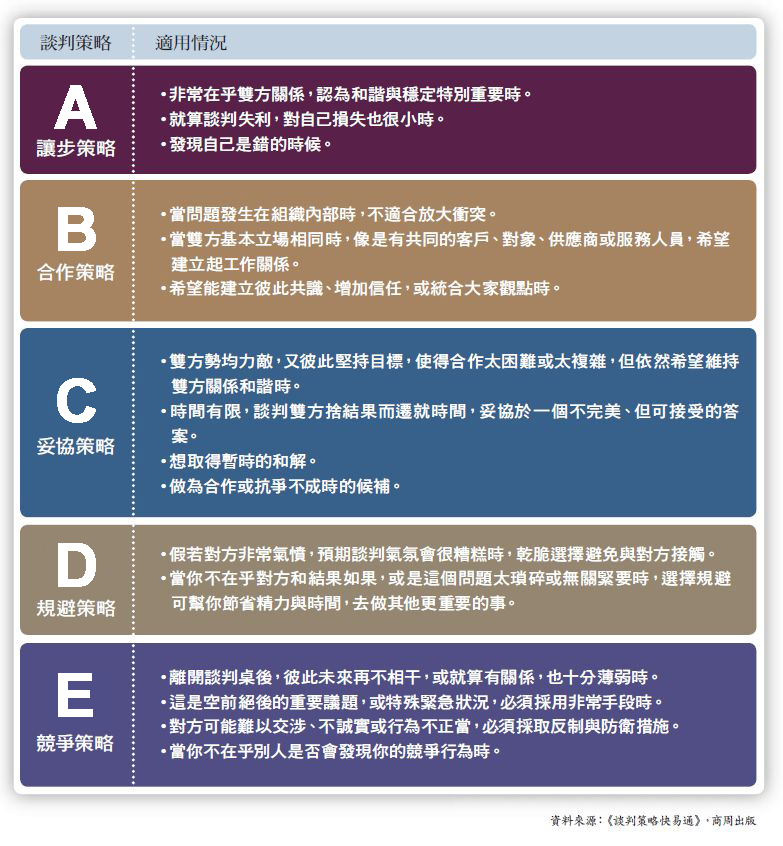 談判策略 適用情況
A
讓步策略
•非常在乎雙方關係，認為和諧與穩定特別重要時。
•就算談判失利，對自己損失也很小時。
•發現自己是錯的時候。
B
合作策略
•當問題發生在組織內部時，不適合放大衝突。
•當雙方基本立場相同時，像是有共同的客戶、對象、供應商或服務人員，希望
建立起工作關係。
•希望能建立彼此共識、增加信任，或統合大家觀點時。
C
妥協策略
•雙方勢均力敵，又彼此堅持目標，使得合作太困難或太複雜，但依然希望維持
雙方關係和諧時。
•時間有限，談判雙方捨結果而遷就時間，妥協於一個不完美、但可接受的答
案。
•想取得暫時的和解。
•做為合作或抗爭不成時的候補。
D
規避策略
•假若對方非常氣憤，預期談判氣氛會很糟糕時，乾脆選擇避免與對方接觸。
•當你不在乎對方和結果如果，或是這個問題太瑣碎或無關緊要時，選擇規避
可幫你節省精力與時間，去做其他更重要的事。
E
競爭策略
•離開談判桌後，彼此未來再不相干，或就算有關係，也十分薄弱時。
•這是空前絕後的重要議題，或特殊緊急狀況，必須採用非常手段時。
•對方可能難以交涉、不誠實或行為不正當，必須採取反制與防衛措施。
•當你不在乎別人是否會發現你的競爭行為時。
資料來源：《談判策略快易通》，商周出版